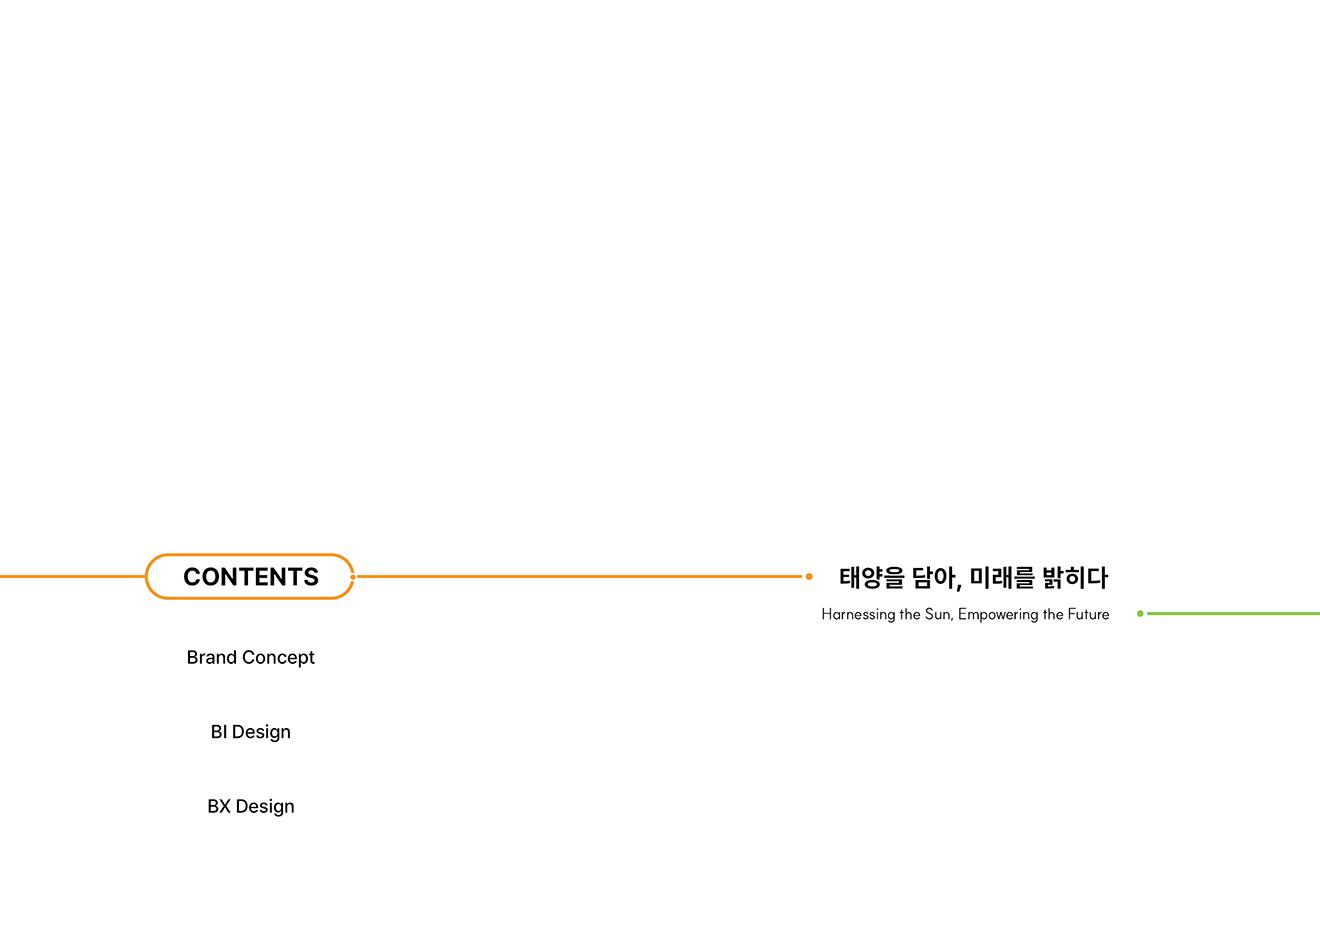 CONTENTS
Brand Concept
BI Design
BX Design
태양을 담아, 미래를 밝히다
Harnessing the Sun, Empowering the Future